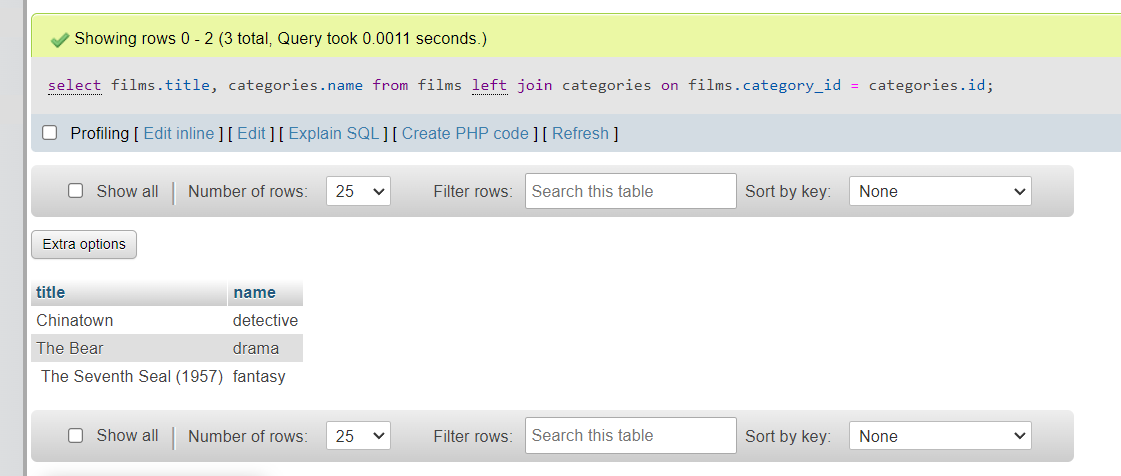 Showing rows 0 - 2 (3 total, Query took 0.0011 seconds.)
select films.title, categories.name from films left join categories on films.category_id = categories.id;
Profiling [ Edit inline ] [ Edit ] [ Explain SQL ] [ Create PHP code ] [ Refresh ]
Show all Number of rows: 25 Filter rows: Search this table Sort by key: None
Extra options
title name
Chinatown detective
The Bear drama
The Seventh Seal (1957) fantasy
Show all Number of rows: 25 Filter rows: Search this table Sort by key: None